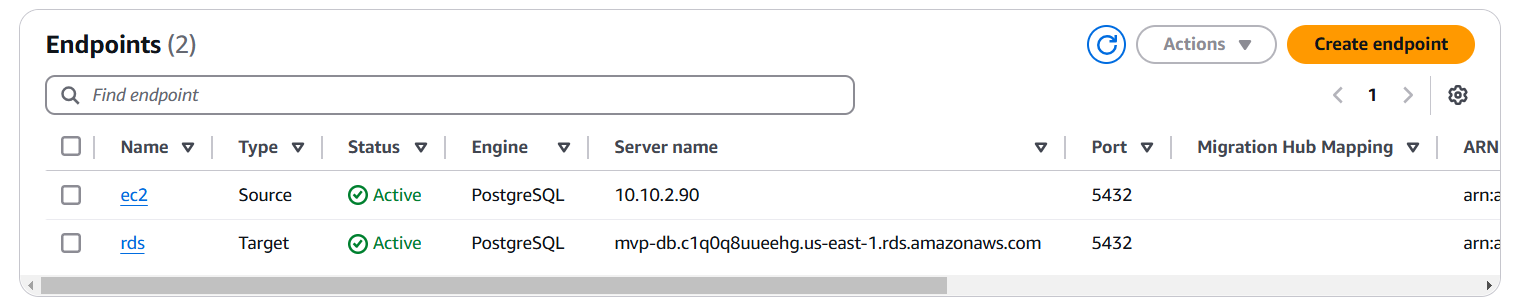 Endpoints (2)
Actions
Create endpoint
Find endpoint
1
Name Type Status Engine Server name Port Migration Hub Mapping ARN
ec2 Source Active PostgreSQL 10.10.2.90 5432 arn:a
rds Target Active PostgreSQL mvp-db.c1q0q8uueehg.us-east-1.rds.amazonaws.com 5432 arn:a